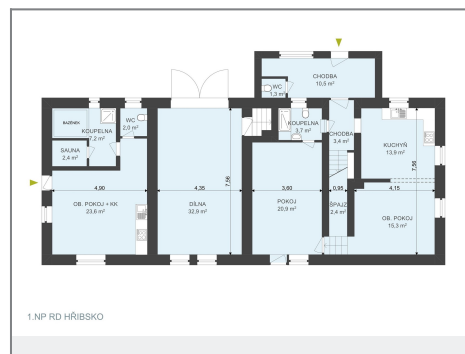 CHODBA
10,5 m²
WC
1,3 m²
BAZÉNEK
KOUPELNA
7,2 m²
WC
2,0 m²
SAUNA
2,4 m²
KOUPELNA
3,7 m²
CHODBA
3,4 m²
KUCHYŇ
13,9 m²
7,56
7,56
4,90
OB. POKOJ + KK
23,6 m²
4,35
DÍLNA
32,9 m²
3,60
POKOJ
20,9 m²
0,95
ŠPAJZ
2,4 m²
4,15
OB. POKOJ
15,3 m²
1.NP RD HŘIBSKO